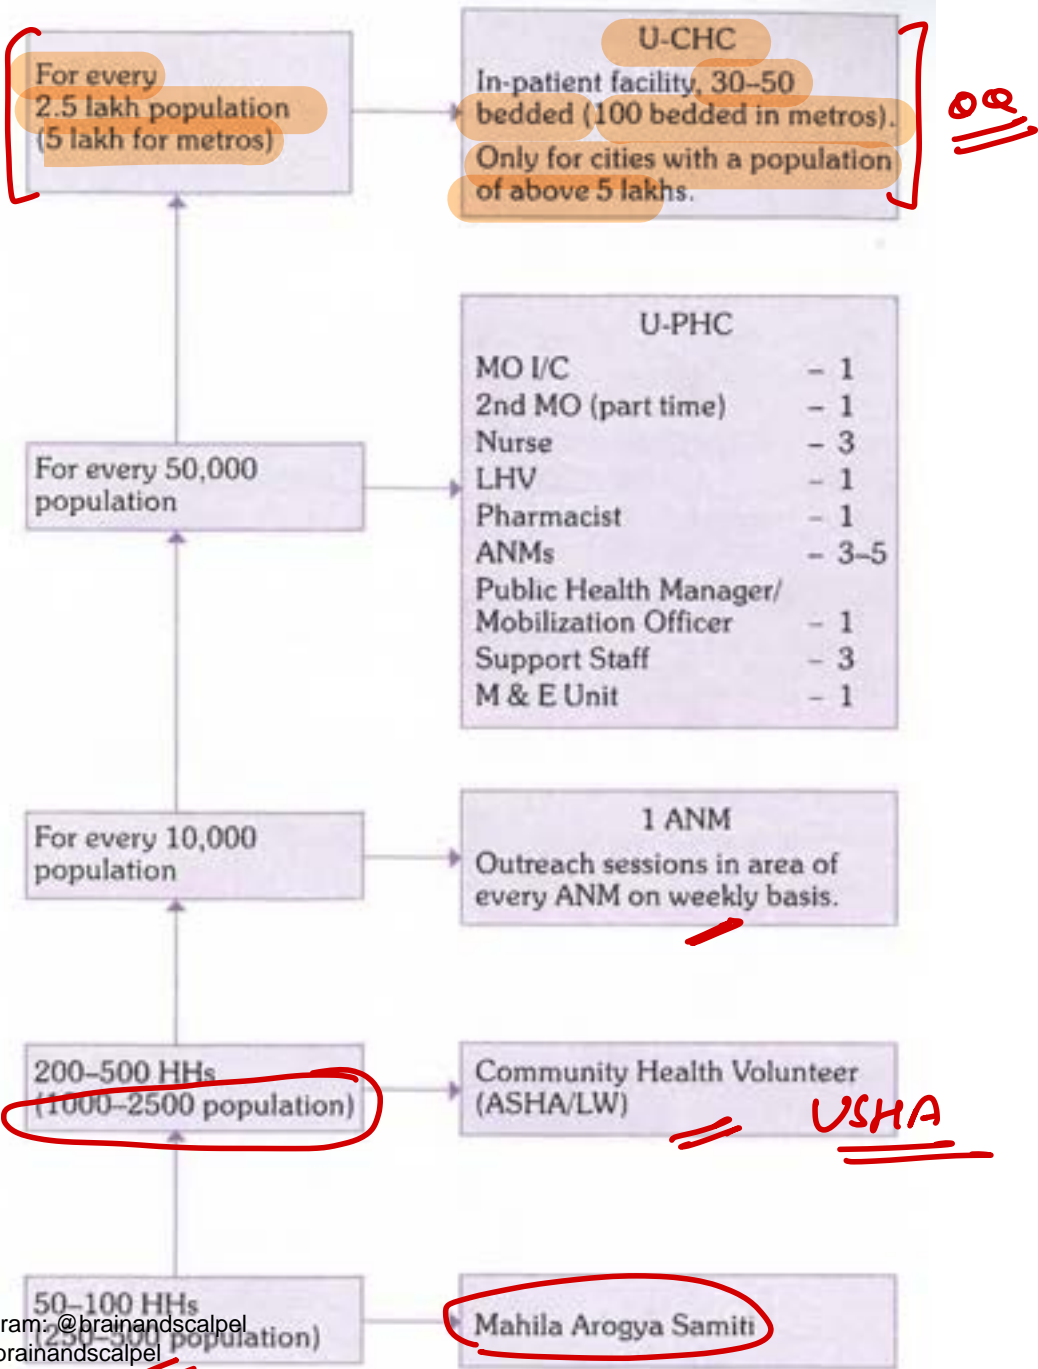 For every
2.5 lakh population
(5 lakh for metros)
U-CHC
In-patient facility, 30–50
bedded (100 bedded in metros).
Only for cities with a population
of above 5 lakhs.
For every 50,000
population
U-PHC
MO I/C – 1
2nd MO (part time) – 1
Nurse – 3
LHV – 1
Pharmacist – 1
ANMs – 3–5
Public Health Manager/
Mobilization Officer – 1
Support Staff – 3
M & E Unit – 1
For every 10,000
population
1 ANM
Outreach sessions in area of
every ANM on weekly basis.
200–500 HHs
(1000–2500 population)
Community Health Volunteer
(ASHA/LW)
USHA
50–100 HHs
(250–500 population)
Mahila Arogya Samiti
ram: @brainandscalpel
brainandscalpel